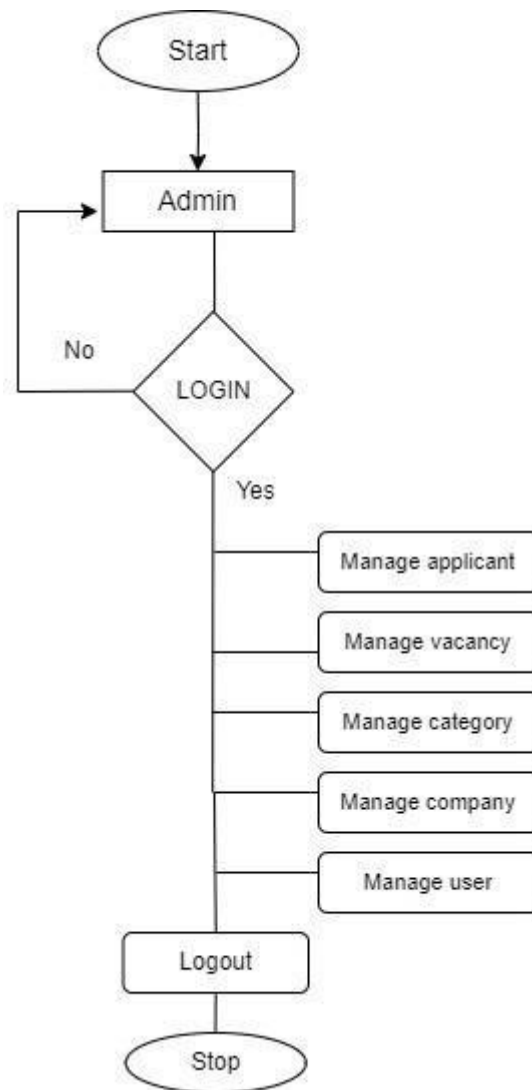 Start
Admin
No
LOGIN
Yes
Manage applicant
Manage vacancy
Manage category
Manage company
Manage user
Logout
Stop